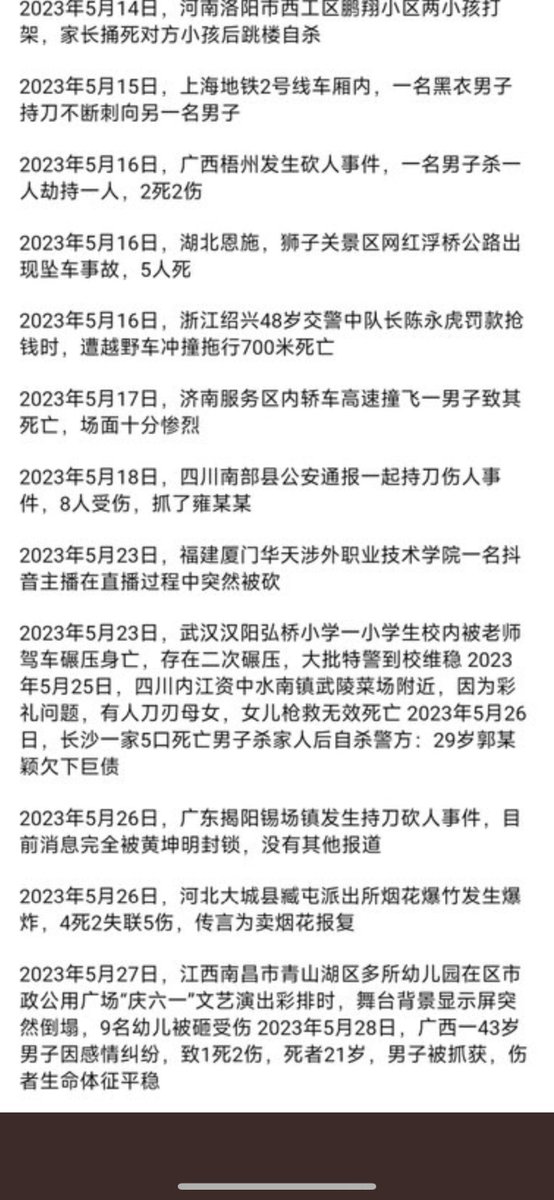 2023年5月14日，河南洛阳市西工区鹏翔小区两小孩打
架，家长捅死对方小孩后跳楼自杀
2023年5月15日，上海地铁2号线车厢内，一名黑衣男子
持刀不断刺向另一名男子
2023年5月16日，广西梧州发生砍人事件，一名男子杀一
人劫持一人，2死2伤
2023年5月16日，湖北恩施，狮子关景区网红浮桥公路出
现坠车事故，5人死
2023年5月16日，浙江绍兴48岁交警中队长陈永虎罚款抢
钱时，遭越野车冲撞拖行700米死亡
2023年5月17日，济南服务区内轿车高速撞飞一男子致其
死亡，场面十分惨烈
2023年5月18日，四川南部县公安通报一起持刀伤人事
件，8人受伤，抓了雍某某
2023年5月23日，福建厦门华天涉外职业技术学院一名抖
音主播在直播过程中突然被砍
2023年5月23日，武汉汉阳弘桥小学一小学生校内被老师
驾车碾压身亡，存在二次碾压，大批特警到校维稳 2023
年5月25日，四川内江资中水南镇武陵菜场附近，因为彩
礼问题，有人刀刃母女，女儿枪救无效死亡 2023年5月26
日，长沙一家5口死亡男子杀家人后自杀警方：29岁郭某
颖欠下巨债
2023年5月26日，广东揭阳锡场镇发生持刀砍人事件，目
前消息完全被黄坤明封锁，没有其他报道
2023年5月26日，河北大城县臧屯派出所烟花爆竹发生爆
炸，4死2失联5伤，传言为卖烟花报复
2023年5月27日，江西南昌市青山湖区多所幼儿园在区市
政公用广场“庆六一”文艺演出彩排时，舞台背景显示屏突
然倒塌，9名幼儿被砸受伤 2023年5月28日，广西一43岁
男子因感情纠纷，致1死2伤，死者21岁，男子被抓获，伤
者生命体征平稳